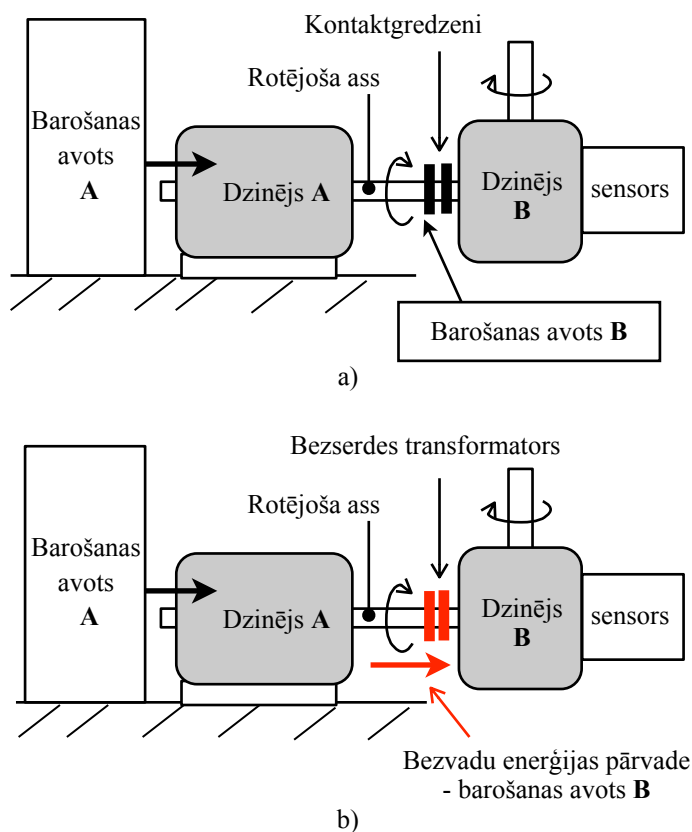 Kontaktgredzeni
Rotējoša ass
Barošanas
avots
A
Dzinējs A
Dzinējs
B
sensors
Barošanas avots B
a)
Bezserdes transformators
Rotējoša ass
Barošanas
avots
A
Dzinējs A
Dzinējs
B
sensors
Bezvadu enerģijas pārvade
- barošanas avots B
b)